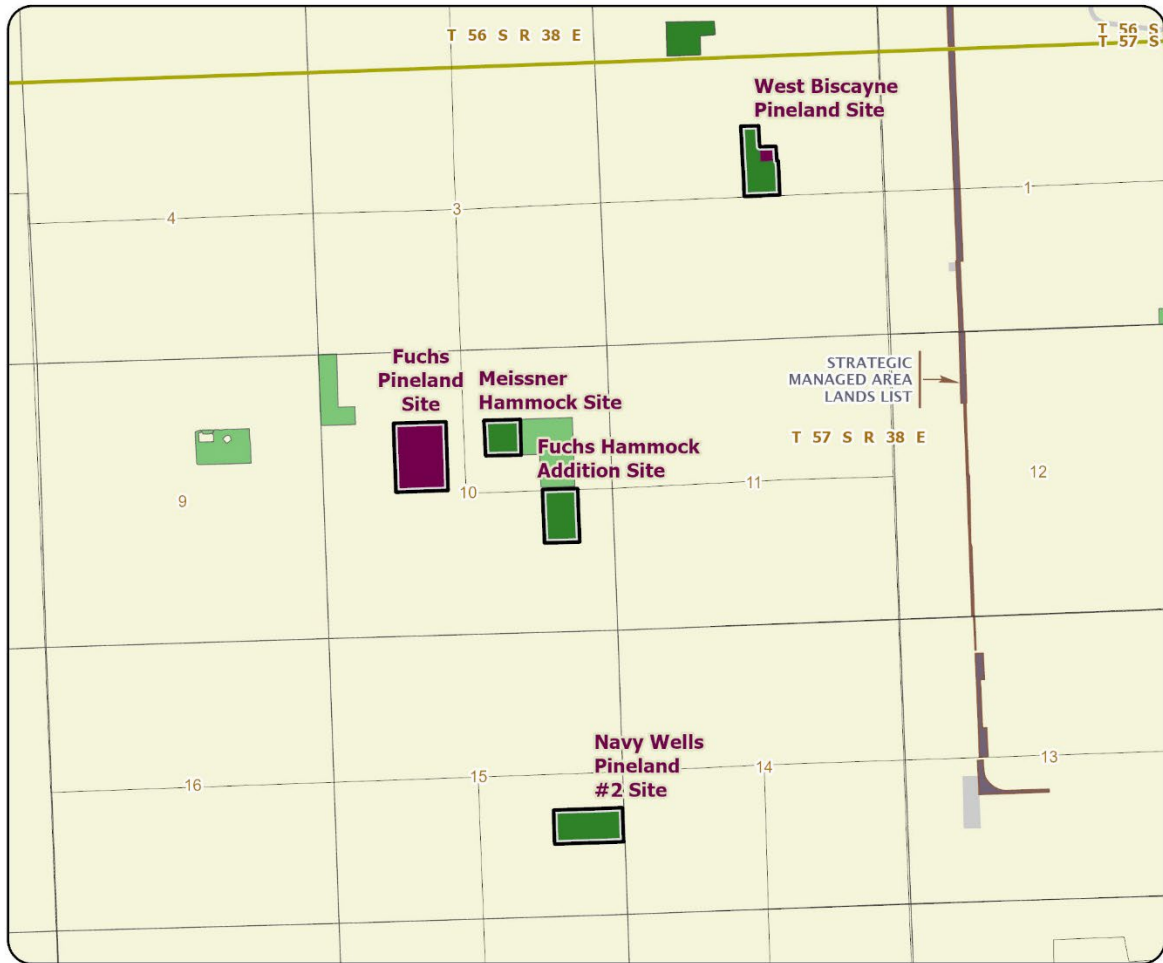 T 56 S R 38 E
T 56 S
T 57 S
West Biscayne
Pineland Site
4
3
1
Fuchs
Pineland
Site
Meissner
Hammock Site
STRATEGIC
MANAGED AREA
LANDS LIST
T 57 S R 38 E
Fuchs Hammock
Addition Site
9
10
11
12
Navy Wells
Pineland
#2 Site
16
15
14
13